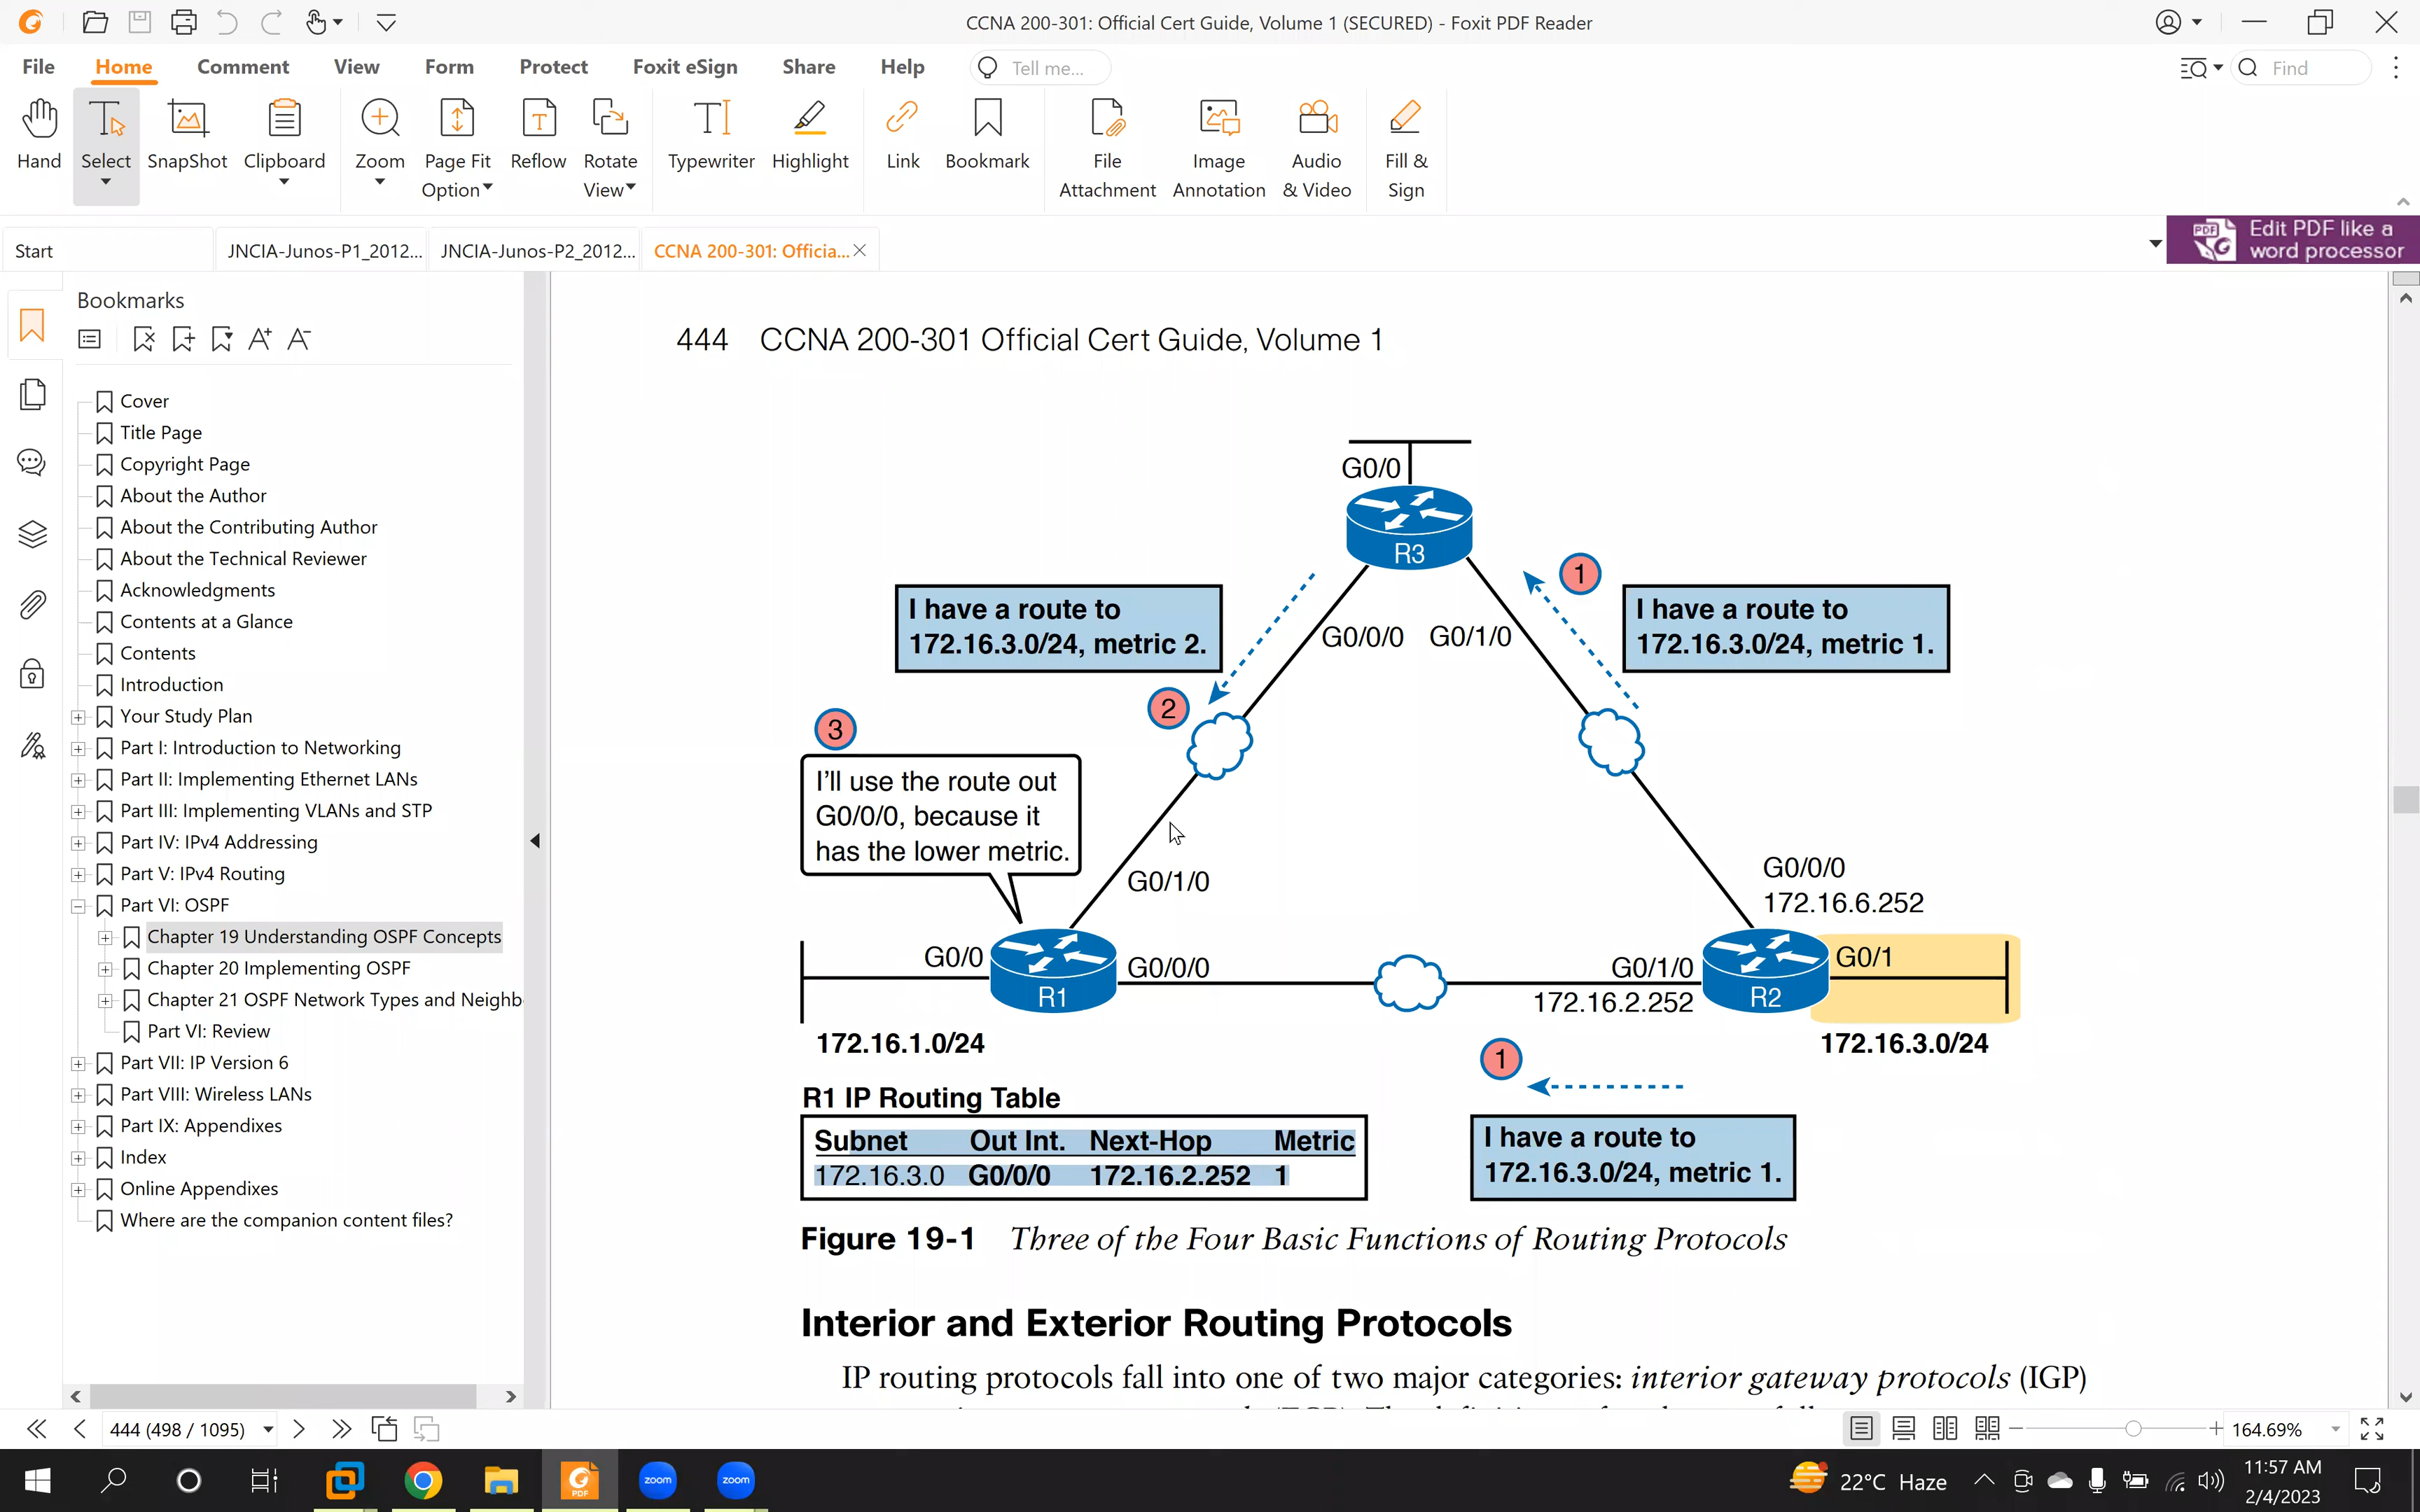 CCNA 200-301: Official Cert Guide, Volume 1 (SECURED) - Foxit PDF Reader
File Home Comment View Form Protect Foxit eSign Share Help Tell me... Find
Hand Select SnapShot Clipboard Zoom Page Fit Option Reflow Rotate View Typewriter Highlight Link Bookmark File Attachment Image Annotation Audio & Video Fill & Sign
Start JNCIA-Junos-P1_2012... JNCIA-Junos-P2_2012... CCNA 200-301: Officia...
PDF Edit PDF like a
word processor
Bookmarks
Cover
Title Page
Copyright Page
About the Author
About the Contributing Author
About the Technical Reviewer
Acknowledgments
Contents at a Glance
Contents
Introduction
Your Study Plan
Part I: Introduction to Networking
Part II: Implementing Ethernet LANs
Part III: Implementing VLANs and STP
Part IV: IPv4 Addressing
Part V: IPv4 Routing
Part VI: OSPF
Chapter 19 Understanding OSPF Concepts
Chapter 20 Implementing OSPF
Chapter 21 OSPF Network Types and Neighb
Part VI: Review
Part VII: IP Version 6
Part VIII: Wireless LANs
Part IX: Appendixes
Index
Online Appendixes
Where are the companion content files?
444 CCNA 200-301 Official Cert Guide, Volume 1
G0/0
R3
1
I have a route to
172.16.3.0/24, metric 2.
G0/0/0 G0/1/0
I have a route to
172.16.3.0/24, metric 1.
2
3
I'll use the route out
G0/0/0, because it
has the lower metric.
G0/1/0
G0/0/0
172.16.6.252
G0/0
R1
G0/0/0
G0/1/0
172.16.2.252
R2
G0/1
172.16.1.0/24
172.16.3.0/24
1
R1 IP Routing Table
Subnet Out Int. Next-Hop Metric
172.16.3.0 G0/0/0 172.16.2.252 1
I have a route to
172.16.3.0/24, metric 1.
Figure 19-1 Three of the Four Basic Functions of Routing Protocols
Interior and Exterior Routing Protocols
IP routing protocols fall into one of two major categories: interior gateway protocols (IGP)
444 (498 / 1095)
164.69%
PDF zoom zoom
22°C Haze
11:57 AM
2/4/2023